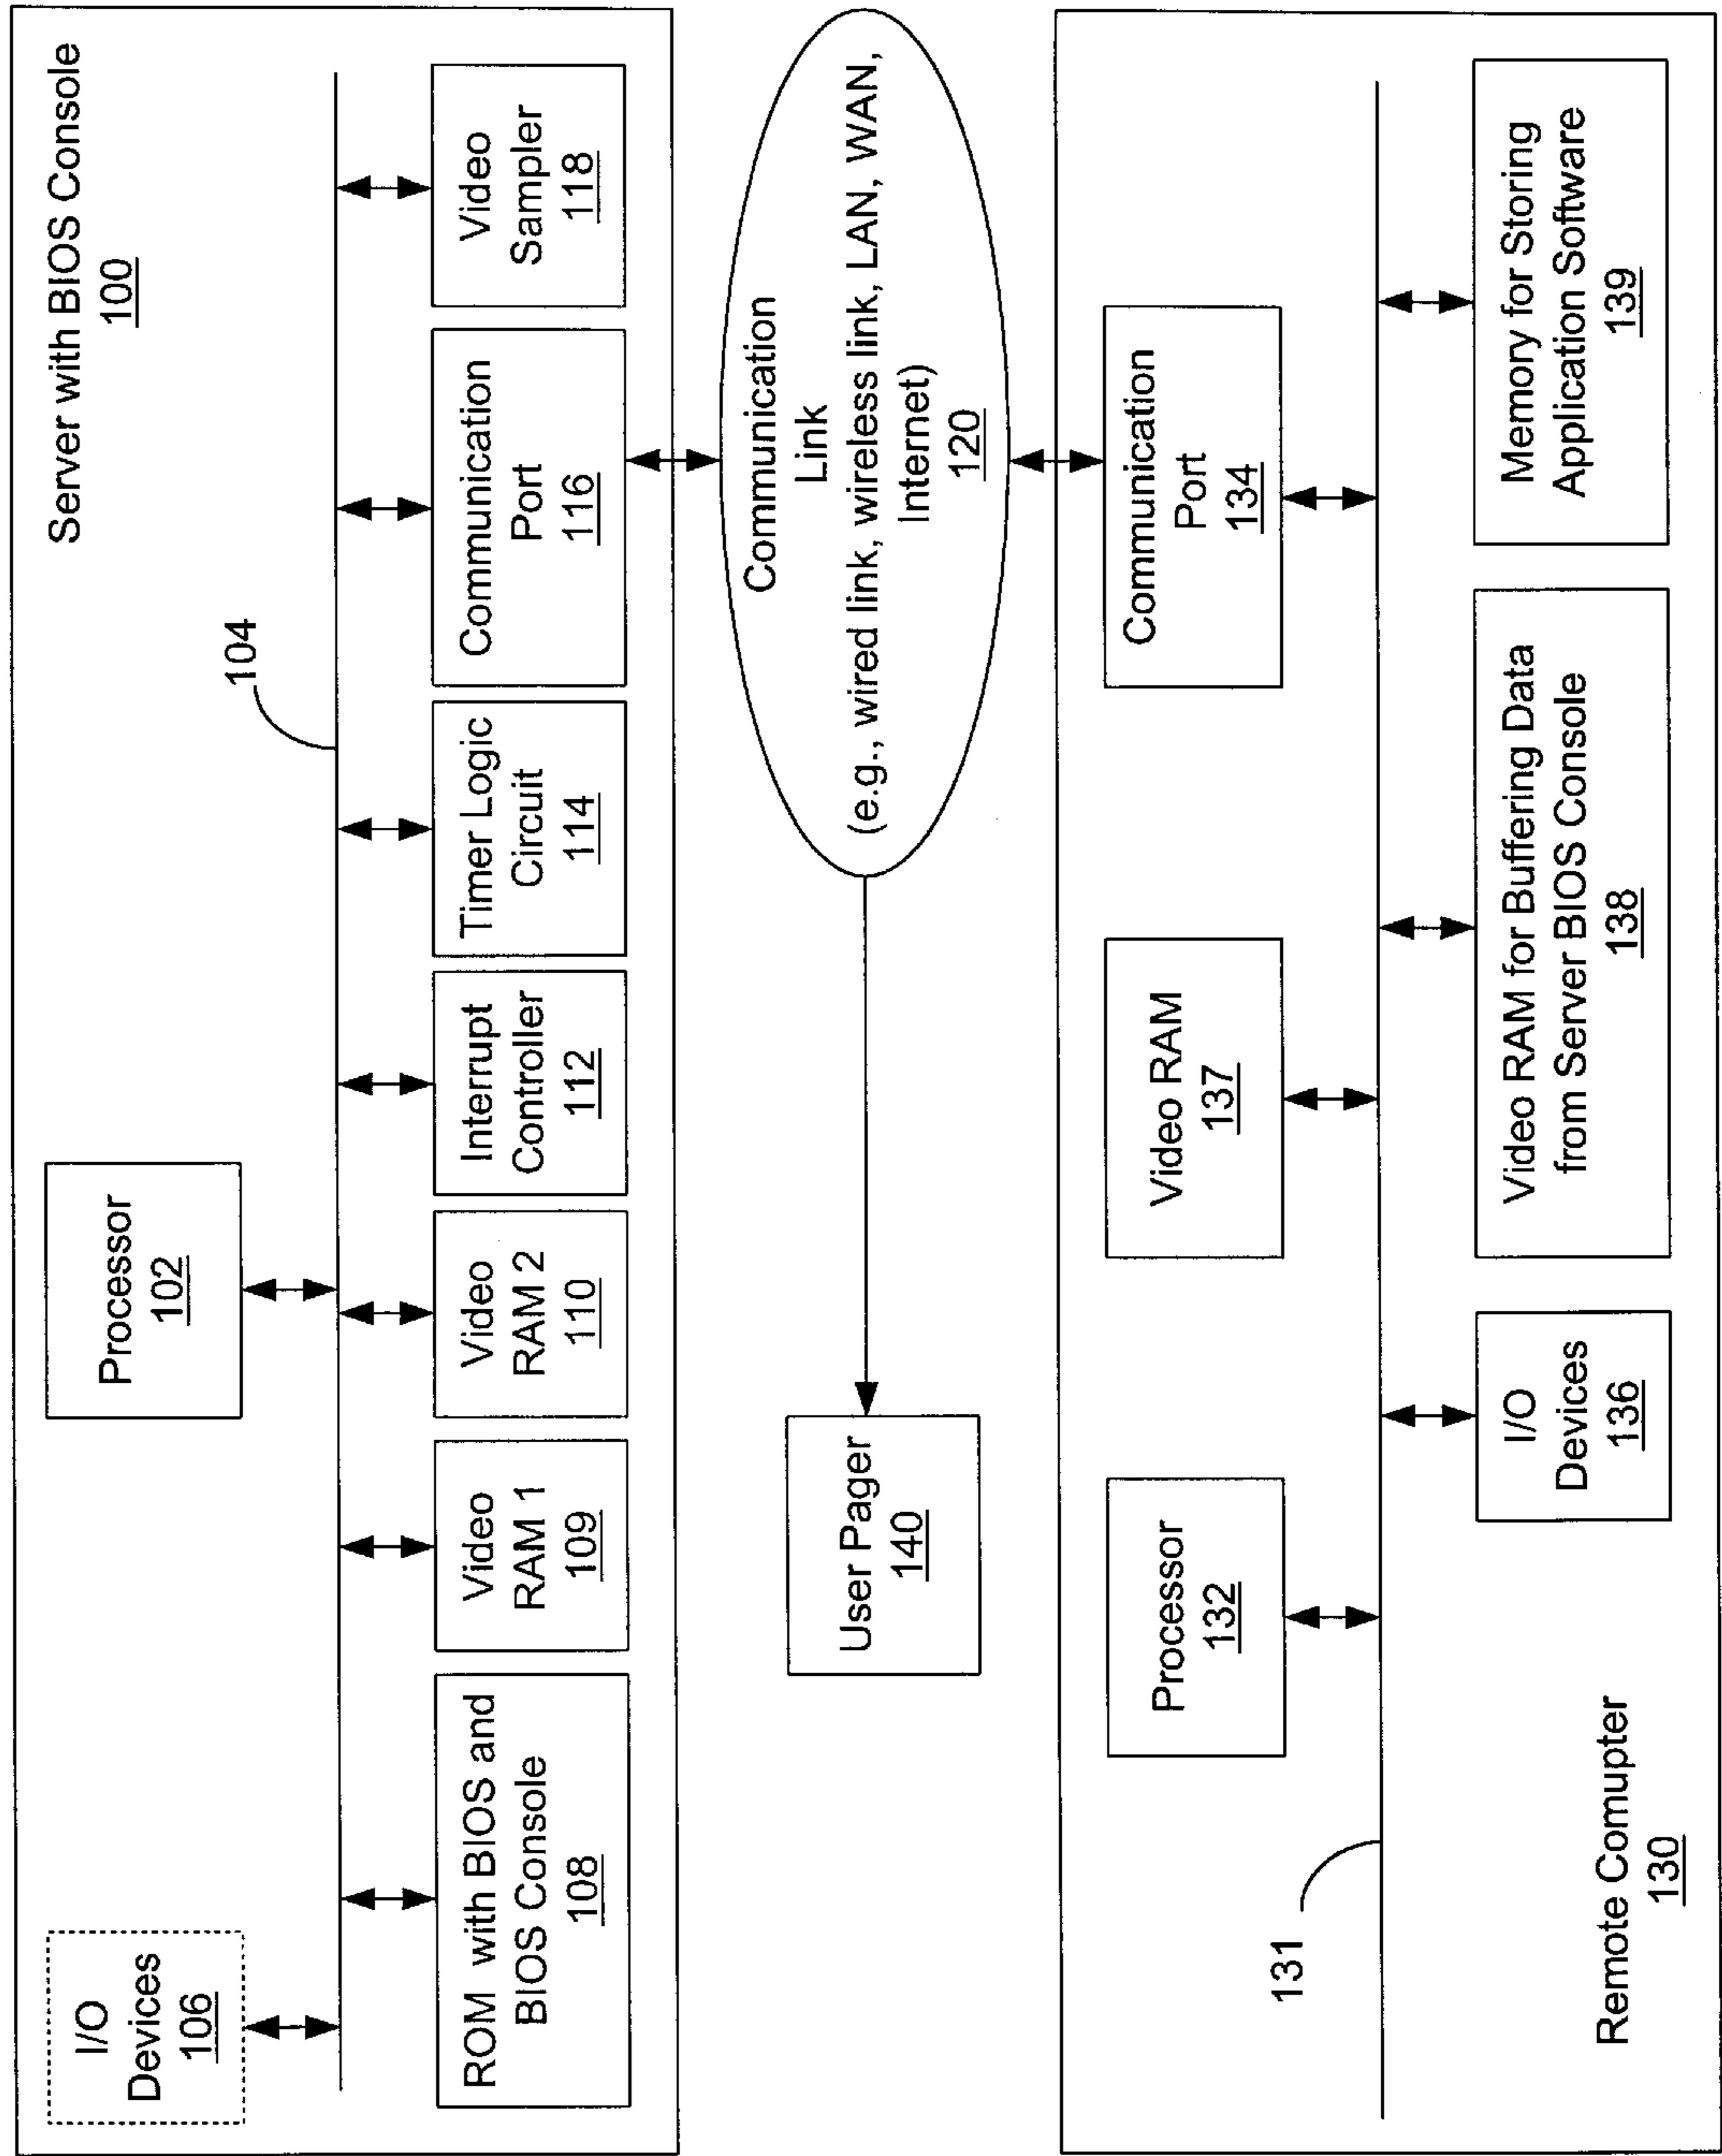 Server with BIOS Console
100
I/O
Devices
106
Processor
102
104
ROM with BIOS and
BIOS Console
108
Video
RAM 1
109
Video
RAM 2
110
Interrupt
Controller
112
Timer Logic
Circuit
114
Communication
Port
116
Video
Sampler
118
User Pager
140
Communication
Link
(e.g., wired link, wireless link, LAN, WAN,
Internet)
120
Processor
132
Video RAM
137
Communication
Port
134
131
I/O
Devices
136
Video RAM for Buffering Data
from Server BIOS Console
138
Memory for Storing
Application Software
139
Remote Comupter
130